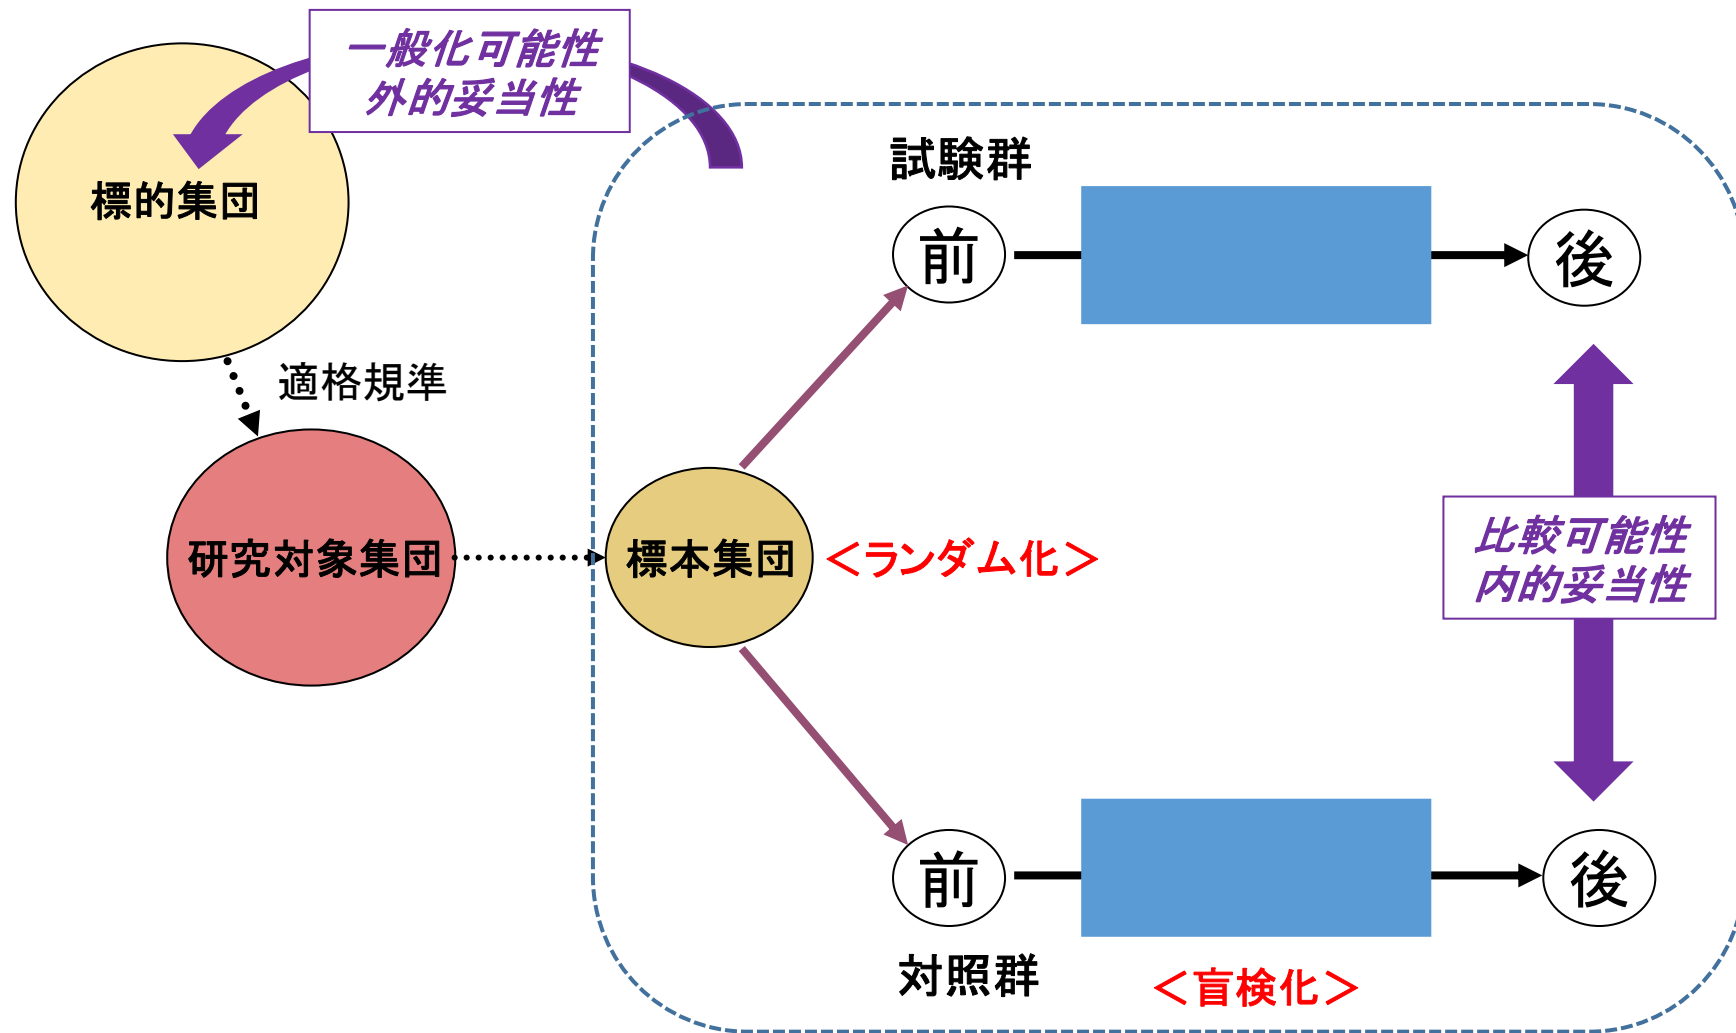 一般化可能性
外的妥当性
標的集団
適格規準
研究対象集団
標本集団
＜ランダム化＞
試験群
前
後
比較可能性
内的妥当性
前
後
対照群
＜盲検化＞